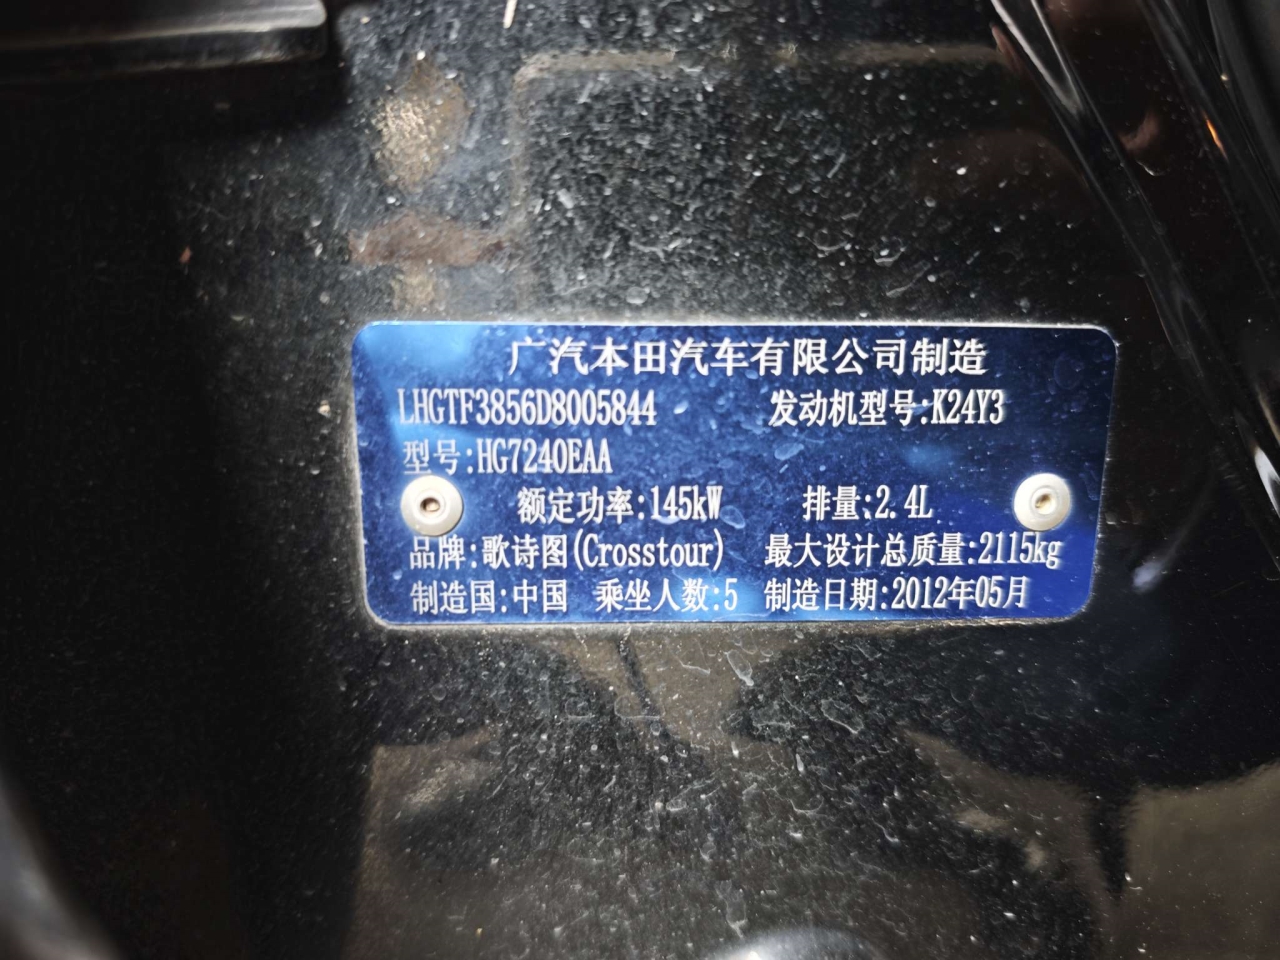 广汽本田汽车有限公司制造
LHGTF3856D8005844 发动机型号:K24Y3
型号:HG7240EAA
额定功率:145kW 排量:2.4L
品牌:歌诗图(Crosstour) 最大设计总质量:2115kg
制造国:中国 乘坐人数:5 制造日期:2012年05月